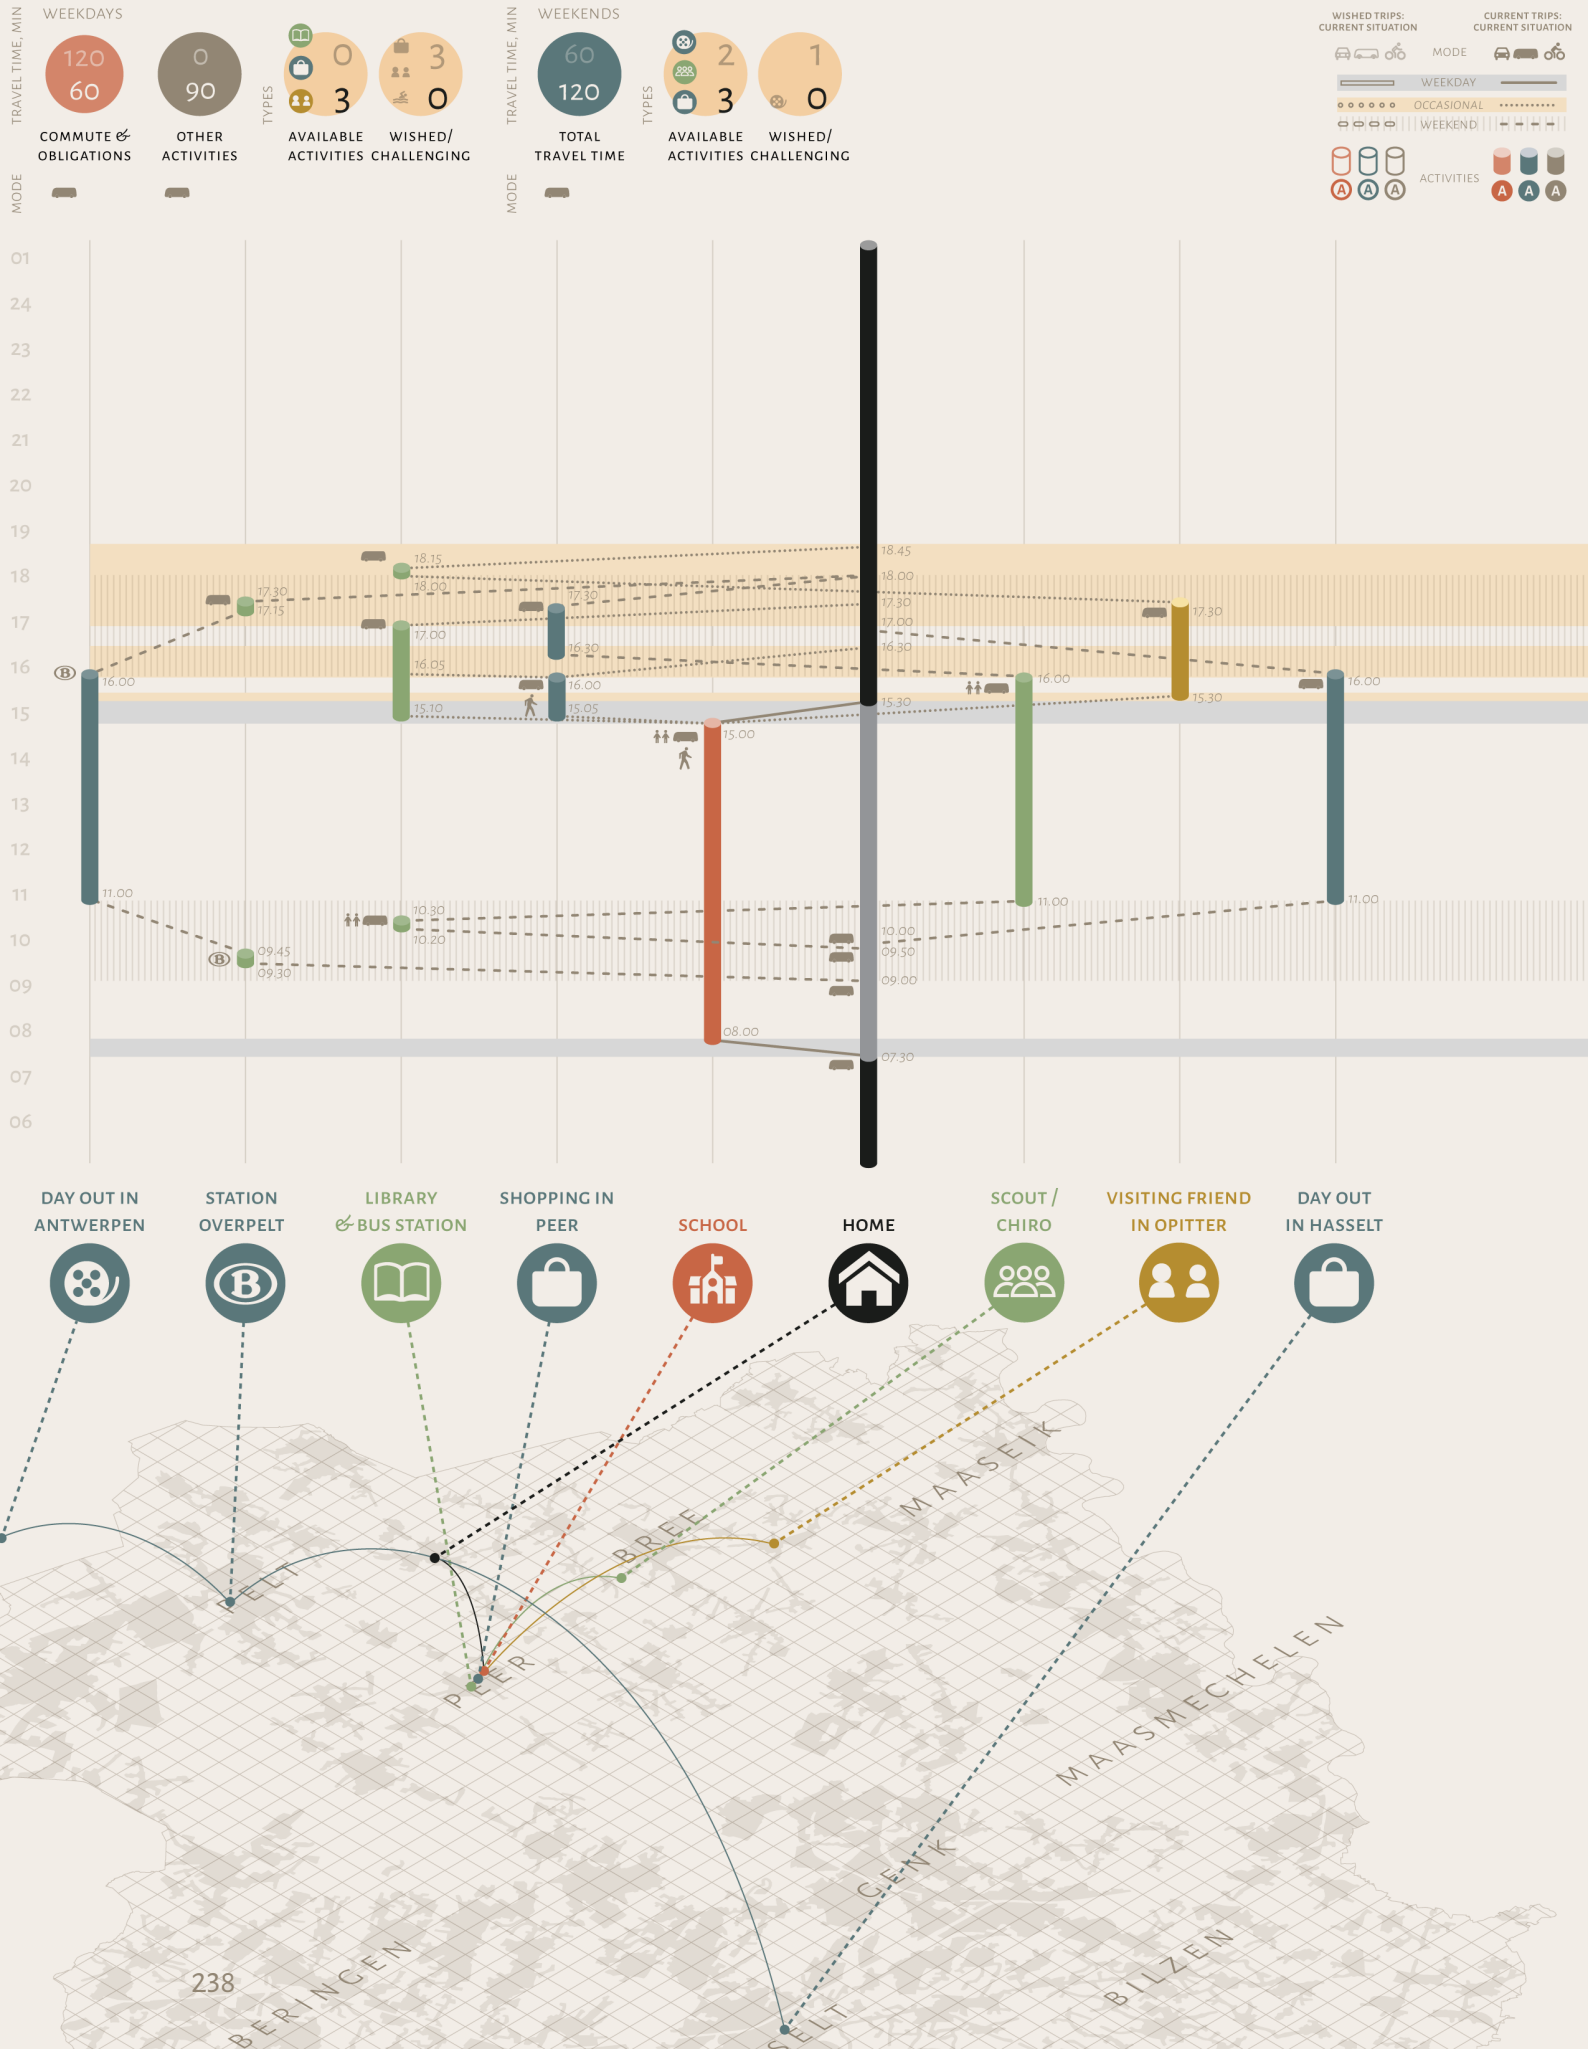 TRAVEL TIME, MIN
WEEKDAYS
120
60
COMMUTE &
OBLIGATIONS
0
90
OTHER
ACTIVITIES
TYPES
0
3
AVAILABLE
ACTIVITIES
3
0
WISHED/
CHALLENGING
MODE
TRAVEL TIME, MIN
WEEKENDS
60
120
TOTAL
TRAVEL TIME
TYPES
2
3
AVAILABLE
ACTIVITIES
1
0
WISHED/
CHALLENGING
MODE
WISHED TRIPS:
CURRENT SITUATION
CURRENT TRIPS:
CURRENT SITUATION
MODE
WEEKDAY
OCCASIONAL
WEEKEND
ACTIVITIES
A A A
A A A
01
24
23
22
21
20
19
18.45
18.15
18
18.00
18.00
17.30
17.30
17.30
17.30
17.15
17.00
17
17.00
16.30
16.30
16
16.05
B
16.00
16.00
16.00
16.00
15.30
15.30
15.10
15.05
15
15.00
14
13
12
11
11.00
11.00
11.00
10.30
10.20
10
10.00
09.50
09.45
B
09.30
09
09.00
08
08.00
07.30
07
06
DAY OUT IN
ANTWERPEN
STATION
OVERPELT
LIBRARY
& BUS STATION
SHOPPING IN
PEER
SCHOOL
HOME
SCOUT /
CHIRO
VISITING FRIEND
IN OPITTER
DAY OUT
IN HASSELT
B
MAASEIK
BREE
PEER
MAASMECHELEN
GENK
BILZEN
BERINGEN
238